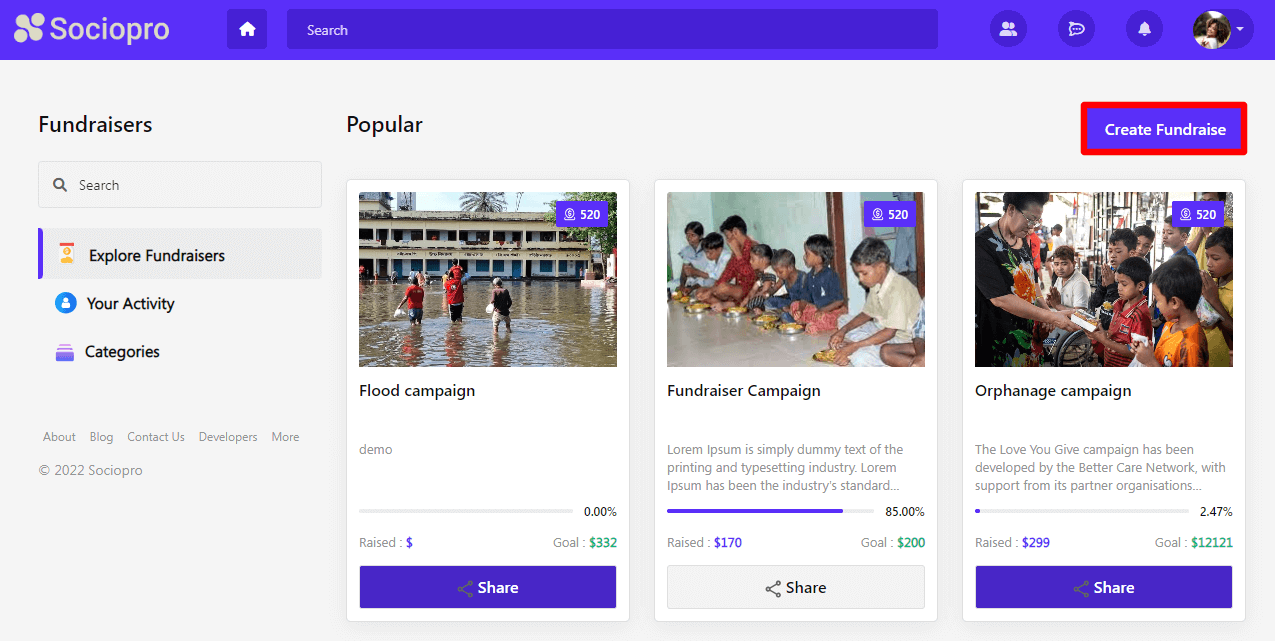 Sociopro
Search
Fundraisers
Popular
Create Fundraise
Search
Explore Fundraisers
Your Activity
Categories
About Blog Contact Us Developers More
© 2022 Sociopro
520
Flood campaign
demo
0.00%
Raised : $ Goal : $332
Share
520
Fundraiser Campaign
Lorem Ipsum is simply dummy text of the
printing and typesetting industry. Lorem
Ipsum has been the industry's standard...
85.00%
Raised : $170 Goal : $200
Share
520
Orphanage campaign
The Love You Give campaign has been
developed by the Better Care Network, with
support from its partner organisations...
2.47%
Raised : $299 Goal : $12121
Share